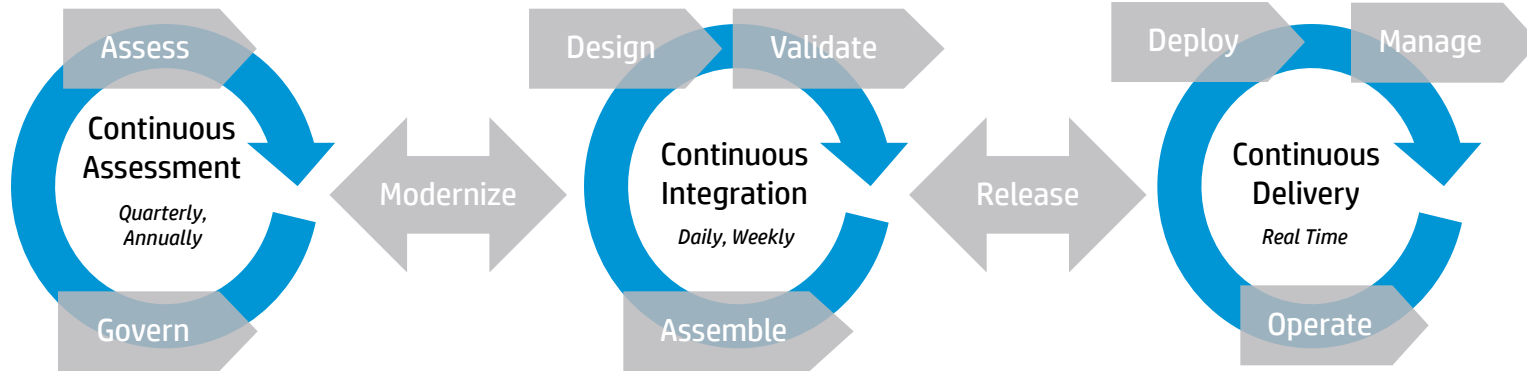 Assess
Continuous
Assessment
Quarterly,
Annually
Govern
Modernize
Design
Validate
Continuous
Integration
Daily, Weekly
Assemble
Release
Deploy
Manage
Continuous
Delivery
Real Time
Operate